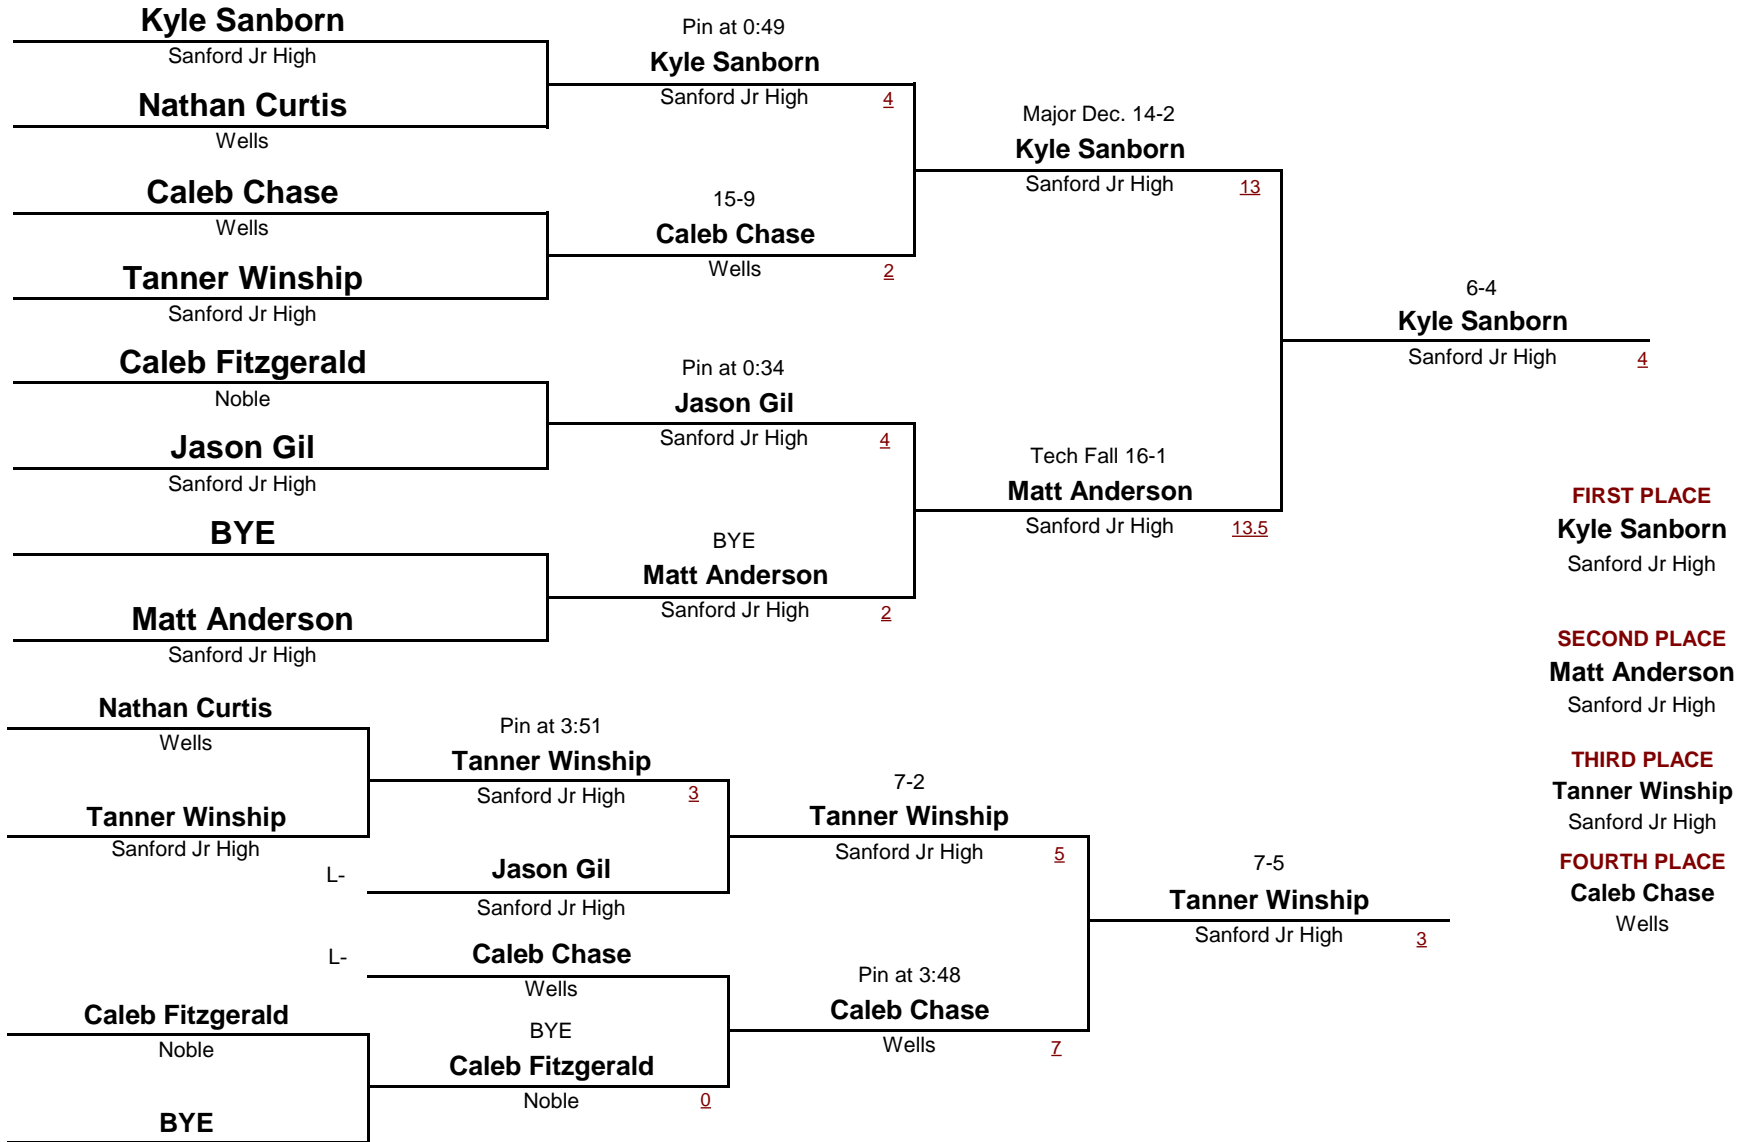 Kyle Sanborn
Sanford Jr High
Nathan Curtis
Wells
Caleb Chase
Wells
Tanner Winship
Sanford Jr High
Caleb Fitzgerald
Noble
Jason Gil
Sanford Jr High
BYE
Matt Anderson
Sanford Jr High
Pin at 0:49
Kyle Sanborn
Sanford Jr High 4
15-9
Caleb Chase
Wells 2
Pin at 0:34
Jason Gil
Sanford Jr High 4
BYE
Matt Anderson
Sanford Jr High 2
Major Dec. 14-2
Kyle Sanborn
Sanford Jr High 13
Tech Fall 16-1
Matt Anderson
Sanford Jr High 13.5
6-4
Kyle Sanborn
Sanford Jr High 4
FIRST PLACE
Kyle Sanborn
Sanford Jr High
SECOND PLACE
Matt Anderson
Sanford Jr High
THIRD PLACE
Tanner Winship
Sanford Jr High
FOURTH PLACE
Caleb Chase
Wells
Nathan Curtis
Wells
Tanner Winship
Sanford Jr High
Caleb Fitzgerald
Noble
BYE
Pin at 3:51
Tanner Winship
Sanford Jr High 3
L- Jason Gil
Sanford Jr High
L- Caleb Chase
Wells
BYE
Caleb Fitzgerald
Noble 0
7-2
Tanner Winship
Sanford Jr High 5
Pin at 3:48
Caleb Chase
Wells 7
7-5
Tanner Winship
Sanford Jr High 3